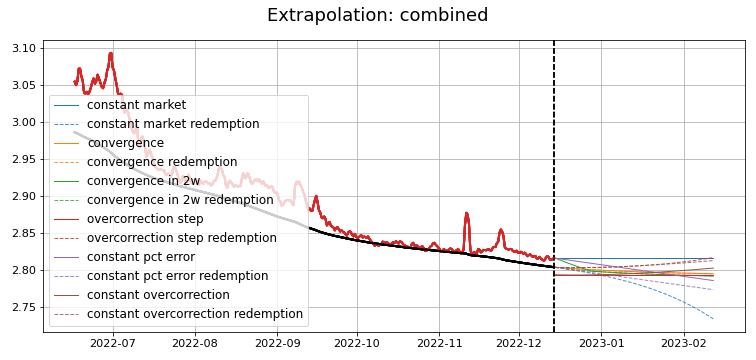 Extrapolation: combined
3.10
3.05
3.00
2.95
2.90
2.85
2.80
2.75
constant market
constant market redemption
convergence
convergence redemption
convergence in 2w
convergence in 2w redemption
overcorrection step
overcorrection step redemption
constant pct error
constant pct error redemption
constant overcorrection
constant overcorrection redemption
2022-07 2022-08 2022-09 2022-10 2022-11 2022-12 2023-01 2023-02